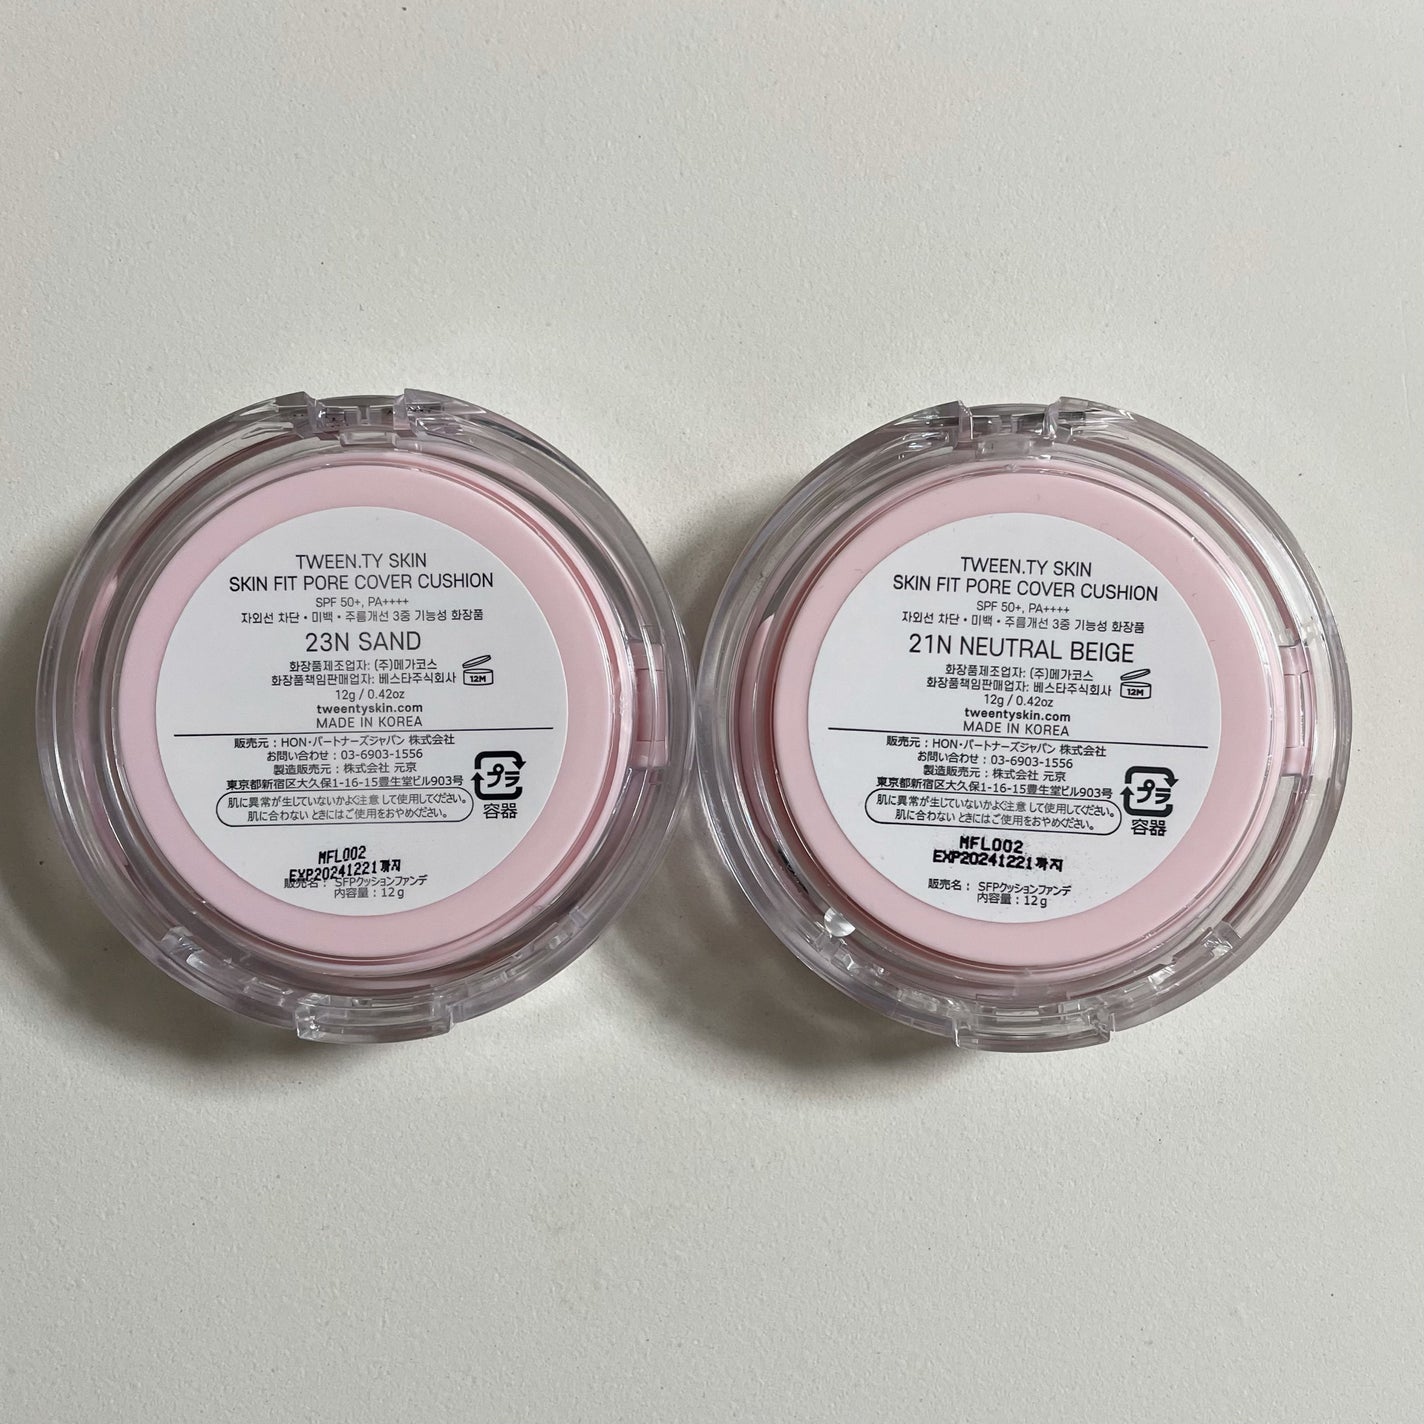 TWEEN.TY SKIN
SKIN FIT PORE COVER CUSHION
SPF 50+, PA++++
자외선 차단 • 미백 • 주름개선 3중 기능성 화장품
23N SAND
화장품제조업자: (주)메가코스
화장품책임판매업자: 베스타주식회사
12M
12g / 0.42oz
tweentyskin.com
MADE IN KOREA
販売元：HON・パートナーズジャパン 株式会社
お問い合わせ：03-6903-1556
製造販売元：株式会社 元京
東京都新宿区大久保1-16-15豊生堂ビル903号
プラ
容器
肌に異常が生じていないかよく注意 して使用してください。
肌に合わない ときにはご使用をおやめください。
MFL002
EXP20241221까지
販売名： SFPクッションファンデ
内容量：12g
TWEEN.TY SKIN
SKIN FIT PORE COVER CUSHION
SPF 50+, PA++++
자외선 차단 • 미백 • 주름개선 3중 기능성 화장품
21N NEUTRAL BEIGE
화장품제조업자: (주)메가코스
화장품책임판매업자: 베스타주식회사
12M
12g / 0.42oz
tweentyskin.com
MADE IN KOREA
販売元：HON・パートナーズジャパン 株式会社
お問い合わせ：03-6903-1556
製造販売元：株式会社 元京
東京都新宿区大久保1-16-15豊生堂ビル903号
プラ
容器
肌に異常が生じていないかよく注意 して使用してください。
肌に合わない ときにはご使用をおやめください。
MFL002
EXP20241221까지
販売名： SFPクッションファンデ
内容量：12g